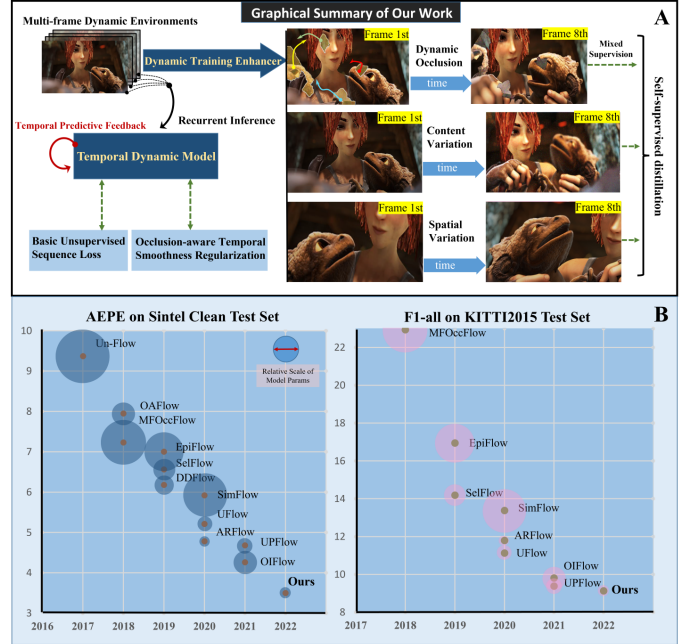 Graphical Summary of Our Work
A
Multi-frame Dynamic Environments
Dynamic Training Enhancer
Recurrent Inference
Temporal Predictive Feedback
Temporal Dynamic Model
Basic Unsupervised
Sequence Loss
Occlusion-aware Temporal
Smoothness Regularization
Frame 1st
Dynamic
Occlusion
time
Frame 8th
Mixed
Supervision
Frame 1st
Content
Variation
time
Frame 8th
Frame 1st
Spatial
Variation
time
Frame 8th
Self-supervised distillation
B
AEPE on Sintel Clean Test Set
10
9
8
7
6
5
4
3
2016
2017
2018
2019
2020
2021
2022
Un-Flow
Relative Scale of
Model Params
OAFlow
MFOccFlow
EpiFlow
SelFlow
DDFlow
SimFlow
UFlow
ARFlow
UPFlow
OIFlow
Ours
F1-all on KITTI2015 Test Set
22
20
18
16
14
12
10
8
2018
2019
2020
2021
2022
MFOccFlow
EpiFlow
SelFlow
SimFlow
ARFlow
UFlow
OIFlow
UPFlow
Ours